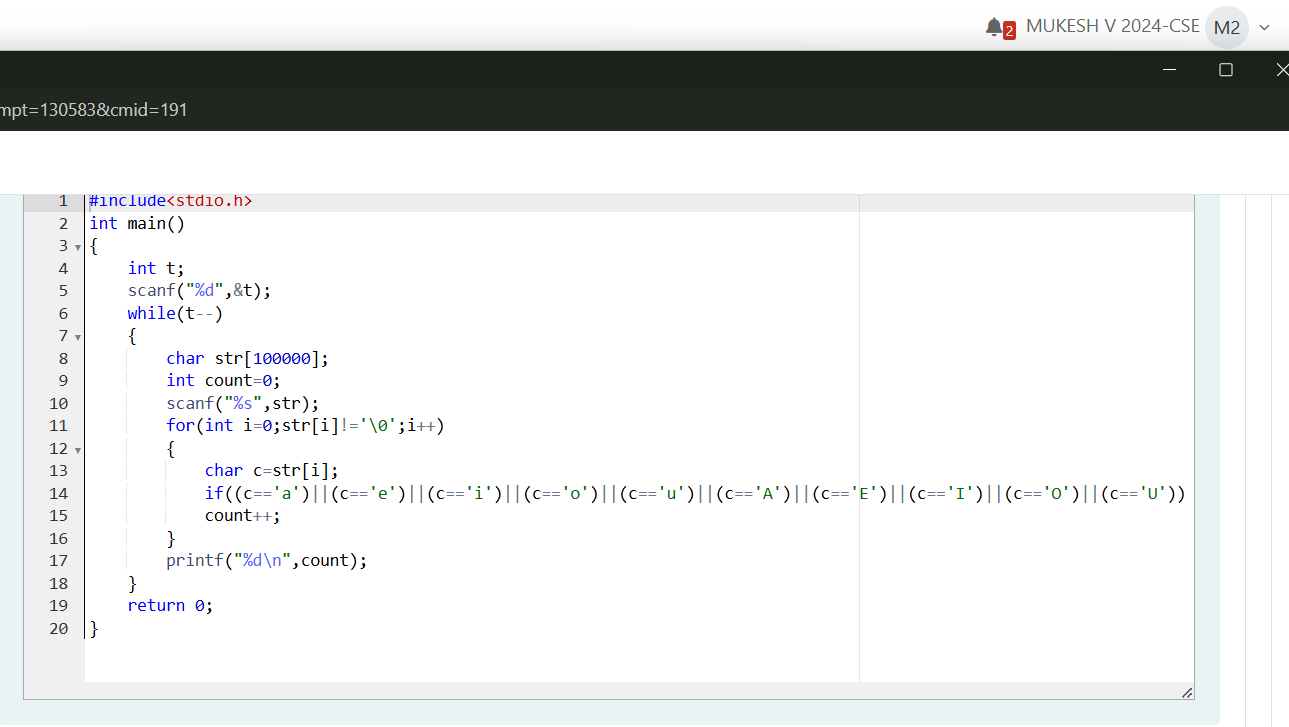 2 MUKESH V 2024-CSE M2
mpt=130583&cmid=191
1 #include<stdio.h>
2 int main()
3 {
4     int t;
5     scanf("%d",&t);
6     while(t--)
7     {
8         char str[100000];
9         int count=0;
10         scanf("%s",str);
11         for(int i=0;str[i]!='\0';i++)
12         {
13             char c=str[i];
14             if((c=='a')||(c=='e')||(c=='i')||(c=='o')||(c=='u')||(c=='A')||(c=='E')||(c=='I')||(c=='O')||(c=='U'))
15             count++;
16         }
17         printf("%d\n",count);
18     }
19     return 0;
20 }